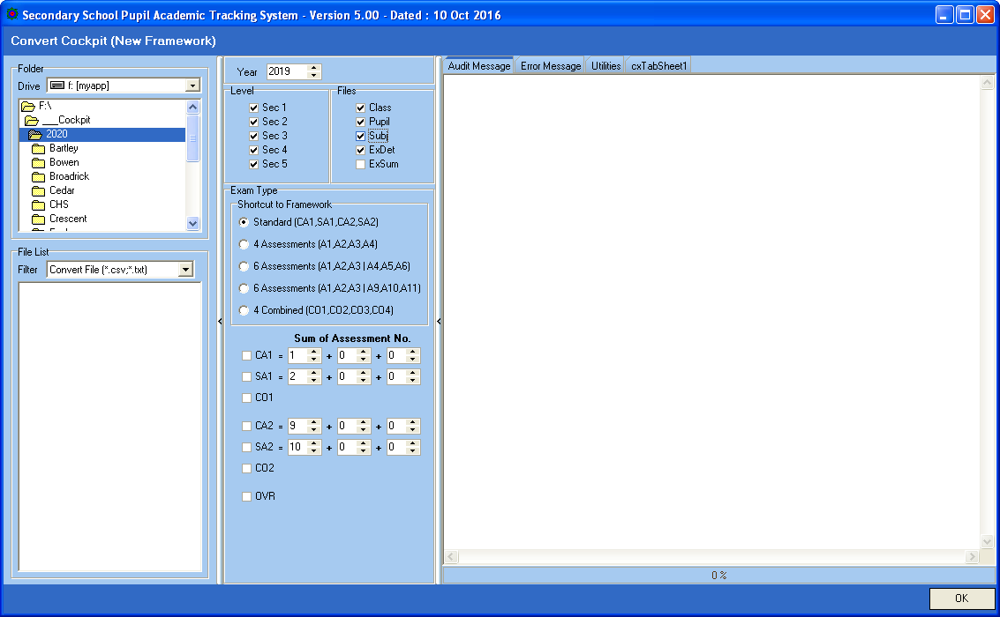 Secondary School Pupil Academic Tracking System - Version 5.00 - Dated : 10 Oct 2016
Convert Cockpit (New Framework)
Folder
Drive f: [myapp]
F:\
___Cockpit
2020
Bartley
Bowen
Broadrick
Cedar
CHS
Crescent
File List
Filter Convert File (*.csv;*.txt)
Year 2019
Level
Sec 1
Sec 2
Sec 3
Sec 4
Sec 5
Files
Class
Pupil
Subj
ExDet
ExSum
Exam Type
Shortcut to Framework
Standard (CA1,SA1,CA2,SA2)
4 Assessments (A1,A2,A3,A4)
6 Assessments (A1,A2,A3 | A4,A5,A6)
6 Assessments (A1,A2,A3 | A9,A10,A11)
4 Combined (CO1,CO2,CO3,CO4)
Sum of Assessment No.
CA1 = 1 + 0 + 0
SA1 = 2 + 0 + 0
CO1
CA2 = 9 + 0 + 0
SA2 = 10 + 0 + 0
CO2
OVR
Audit Message Error Message Utilities cxTabSheet1
0 %
OK